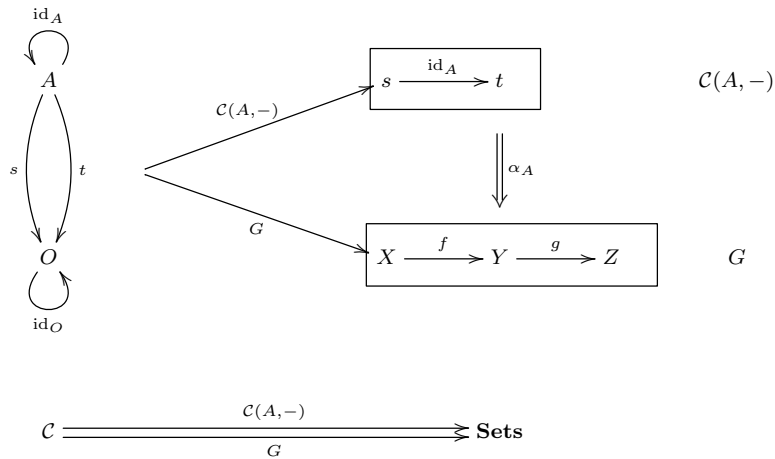 id_A
A
s t
O
id_O
𝒞(A,−)
G
s id_A t
𝒞(A,−)
α_A
X f Y g Z
G
𝒞 𝒞(A,−) Sets
G